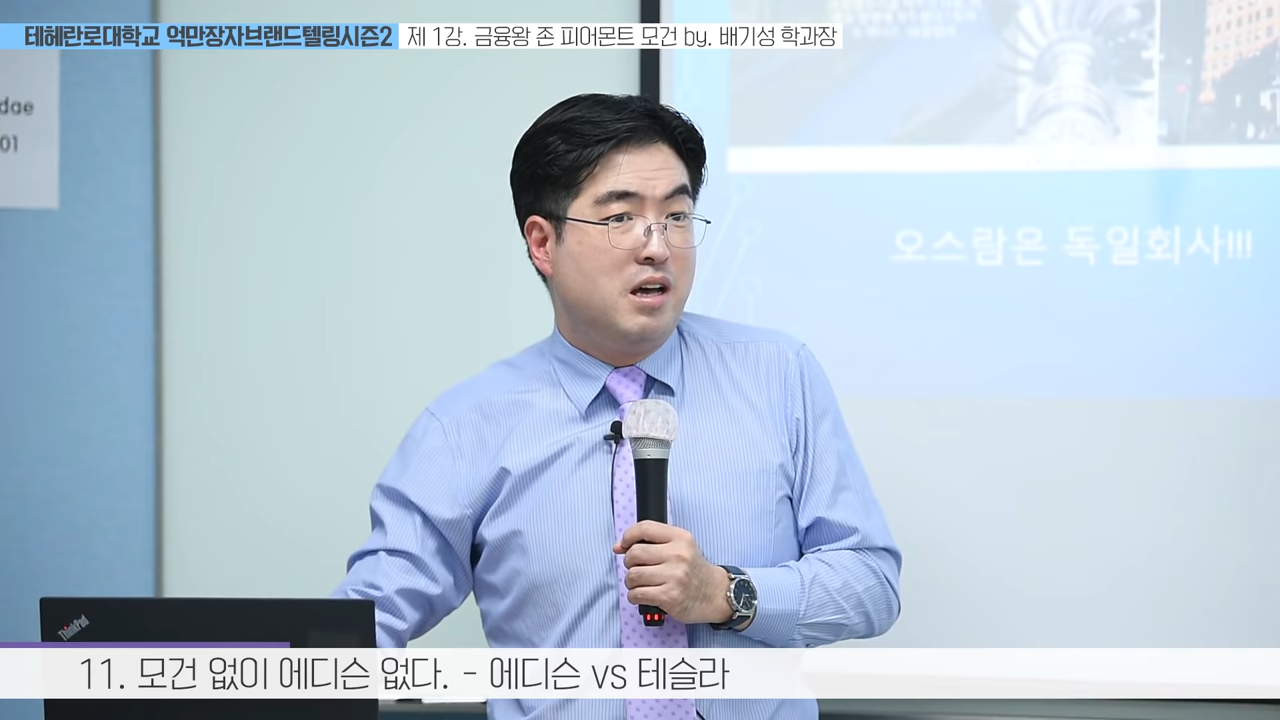 테헤란로대학교 억만장자브랜드텔링시즌2 제 1강. 금융왕 존 피어몬트 모건 by. 배기성 학과장
dae
01
오스람은 독일회사!!!
ThinkPad
11. 모건 없이 에디슨 없다. - 에디슨 vs 테슬라